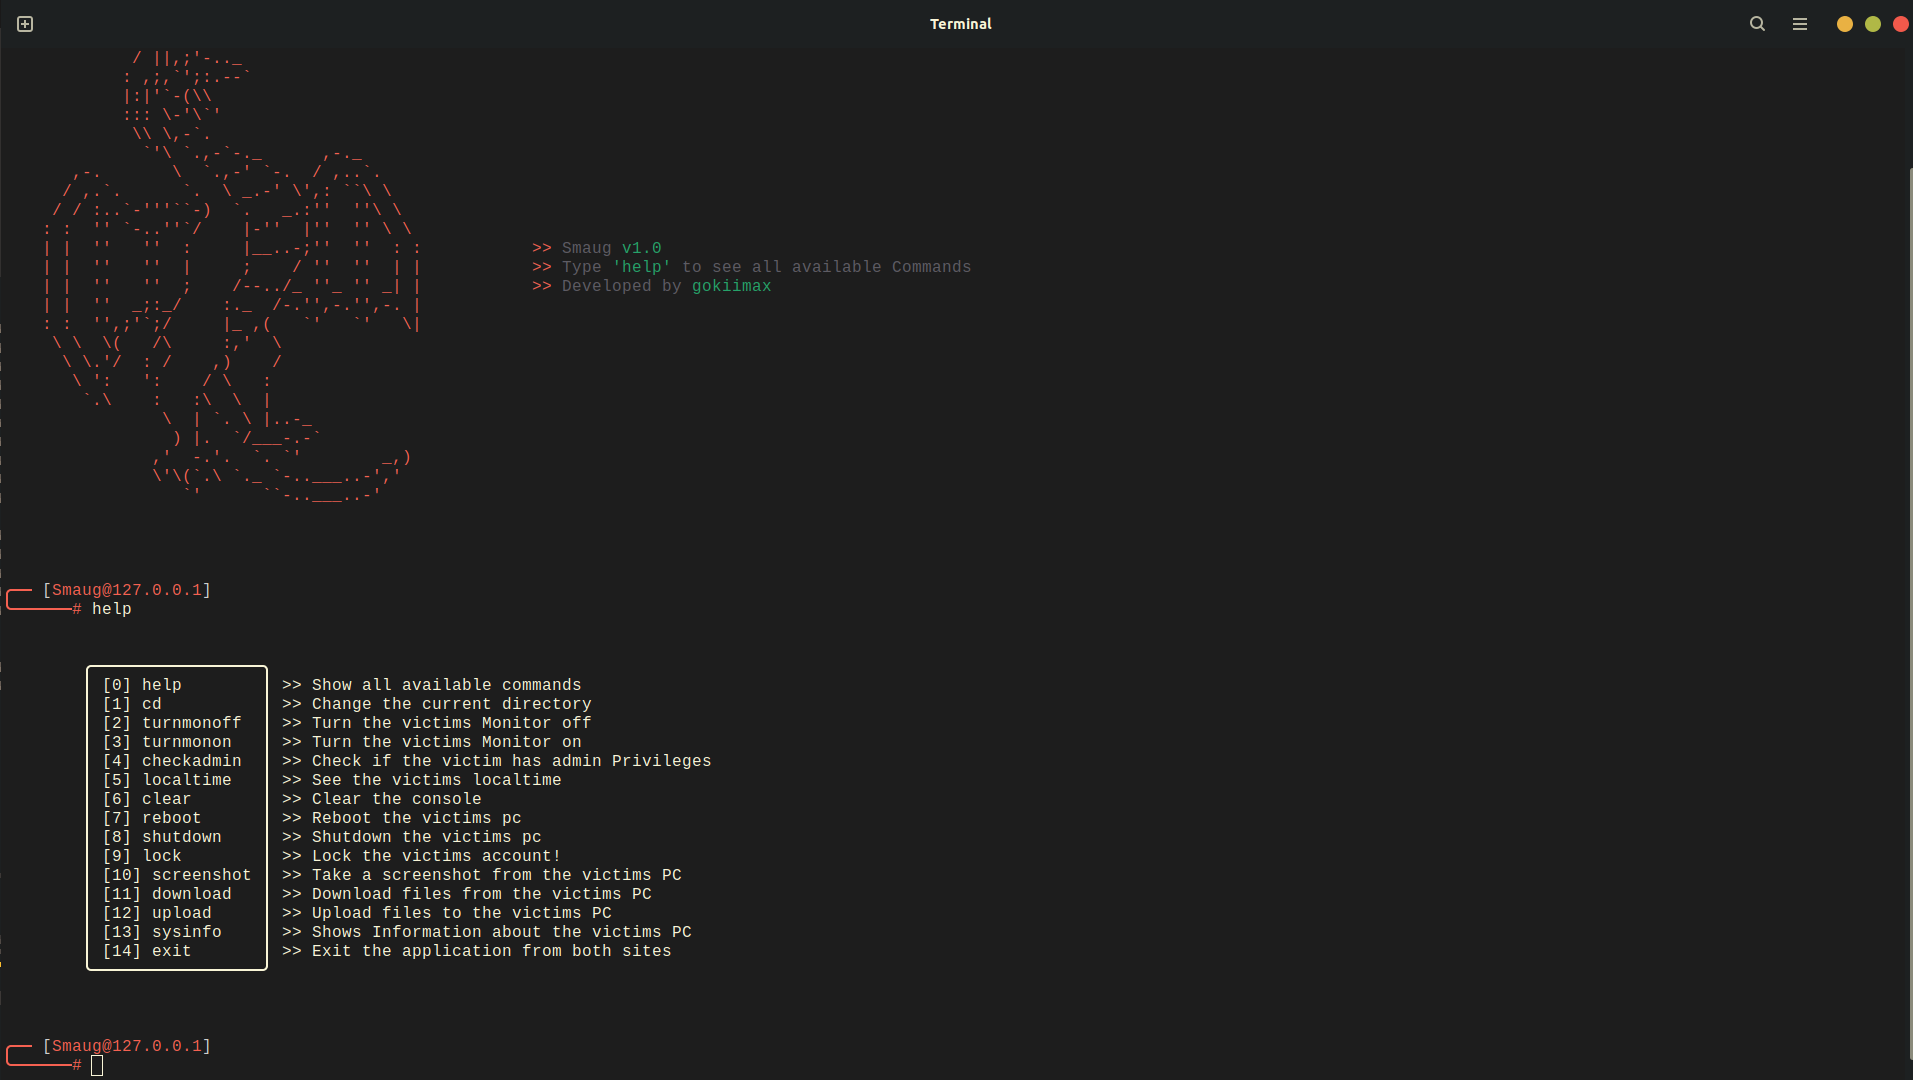 Terminal
>> Smaug v1.0
>> Type 'help' to see all available Commands
>> Developed by gokiimax
[Smaug@127.0.0.1]
# help
[0] help >> Show all available commands
[1] cd >> Change the current directory
[2] turnmonoff >> Turn the victims Monitor off
[3] turnmonon >> Turn the victims Monitor on
[4] checkadmin >> Check if the victim has admin Privileges
[5] localtime >> See the victims localtime
[6] clear >> Clear the console
[7] reboot >> Reboot the victims pc
[8] shutdown >> Shutdown the victims pc
[9] lock >> Lock the victims account!
[10] screenshot >> Take a screenshot from the victims PC
[11] download >> Download files from the victims PC
[12] upload >> Upload files to the victims PC
[13] sysinfo >> Shows Information about the victims PC
[14] exit >> Exit the application from both sites
[Smaug@127.0.0.1]
#